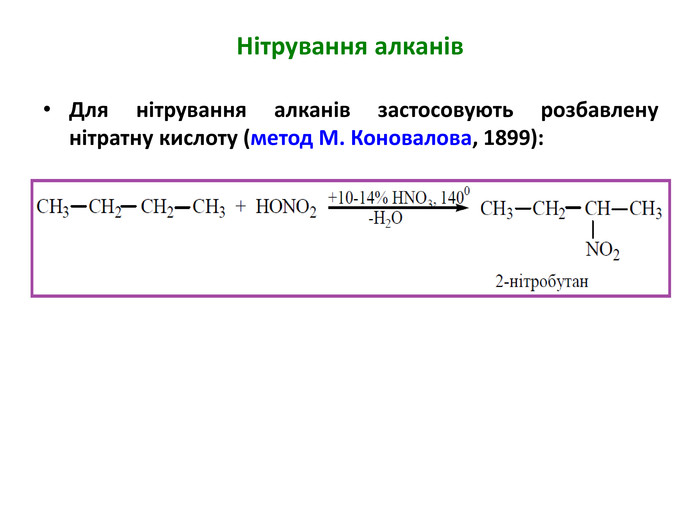 Нітрування алканів
• Для нітрування алканів застосовують розбавлену
нітратну кислоту (метод М. Коновалова, 1899):
CH₃—CH₂—CH₂—CH₃ + HONO₂ +10-14% HNO₃, 140⁰ CH₃—CH₂—CH—CH₃
-H₂O
NO₂
2-нітробутан